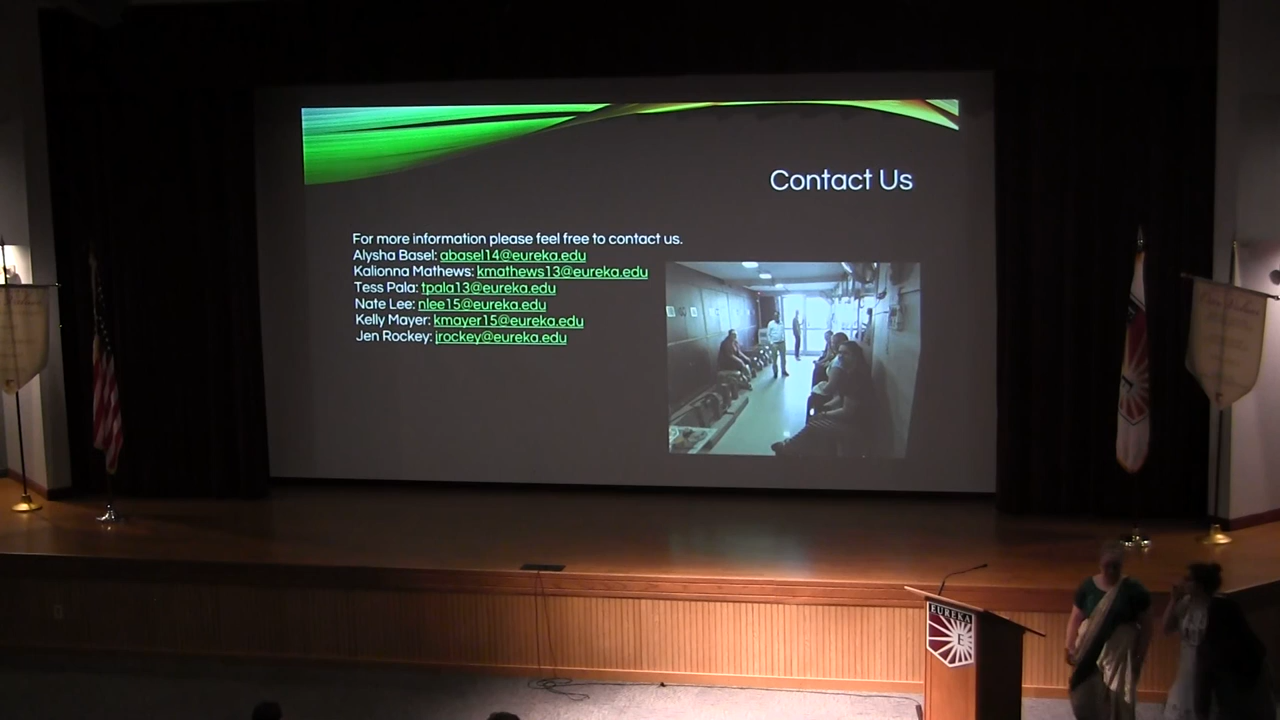 Contact Us
For more information please feel free to contact us.
Alysha Basel: abasel14@eureka.edu
Kalionna Mathews: kmathews13@eureka.edu
Tess Pala: tpala13@eureka.edu
Nate Lee: nlee15@eureka.edu
Kelly Mayer: kmayer15@eureka.edu
Jen Rockey: jrockey@eureka.edu
EUREKA
E